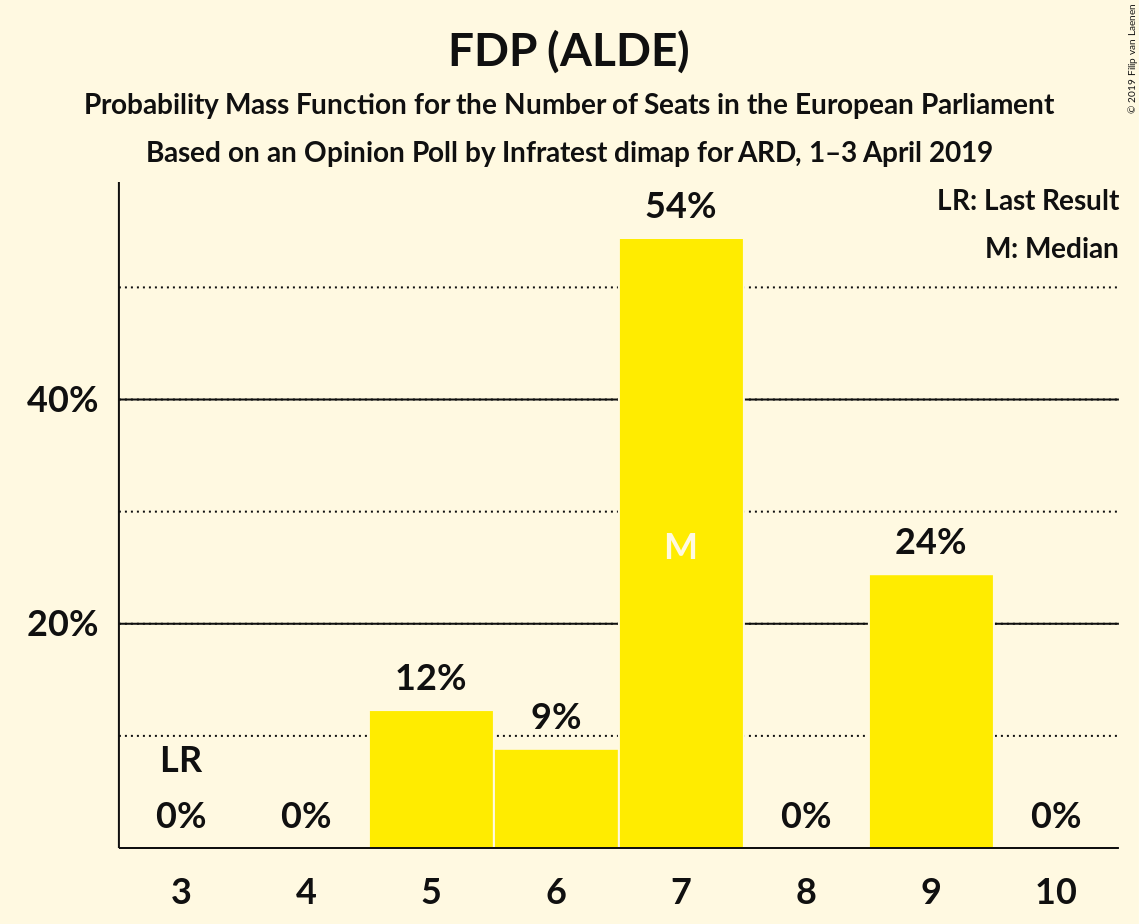 FDP (ALDE)
Probability Mass Function for the Number of Seats in the European Parliament
Based on an Opinion Poll by Infratest dimap for ARD, 1–3 April 2019
© 2019 Filip van Laenen
LR: Last Result
M: Median
54%
40%
M
24%
20%
12%
9%
LR
0%
0%
0%
0%
3 4 5 6 7 8 9 10